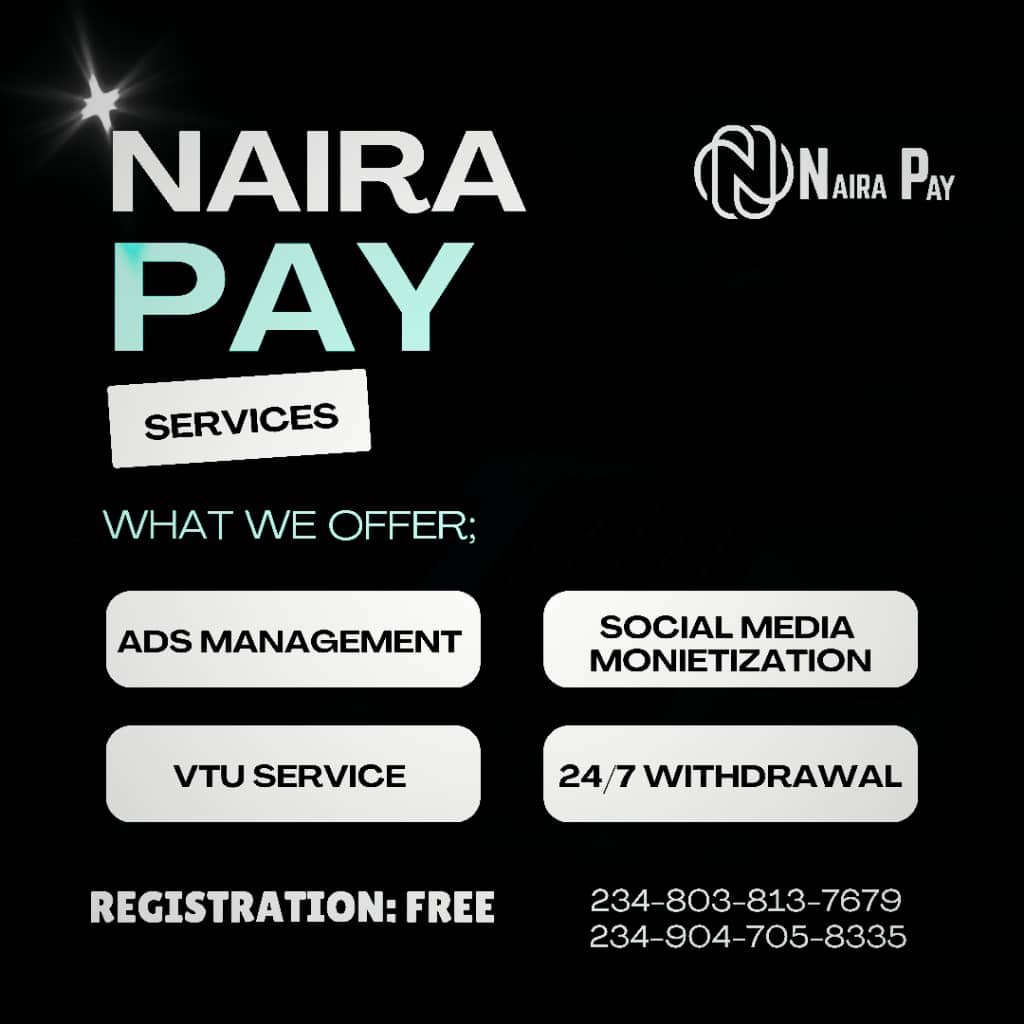 NAIRA
PAY
NAIRA PAY
SERVICES
WHAT WE OFFER;
ADS MANAGEMENT
SOCIAL MEDIA
MONIETIZATION
VTU SERVICE
24/7 WITHDRAWAL
REGISTRATION: FREE
234-803-813-7679
234-904-705-8335